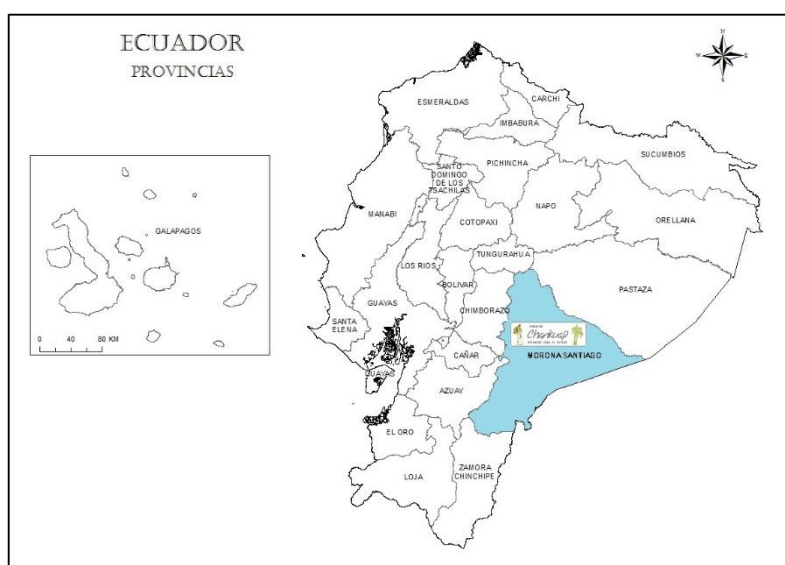 ECUADOR
PROVINCIAS
N
W
E
S
ESMERALDAS
CARCHI
IMBABURA
SUCUMBIOS
PICHINCHA
SANTO
DOMINGO
DE LOS
TSACHILAS
MANABI
NAPO
ORELLANA
GALAPAGOS
COTOPAXI
TUNGURAHUA
LOS RIOS
BOLIVAR
PASTAZA
GUAYAS
CHIMBORAZO
SANTA
ELENA
Chankuap
MORONA SANTIAGO
CAÑAR
GUAYAS
AZUAY
EL ORO
LOJA
ZAMORA
CHINCHIPE
0 40 80 KM